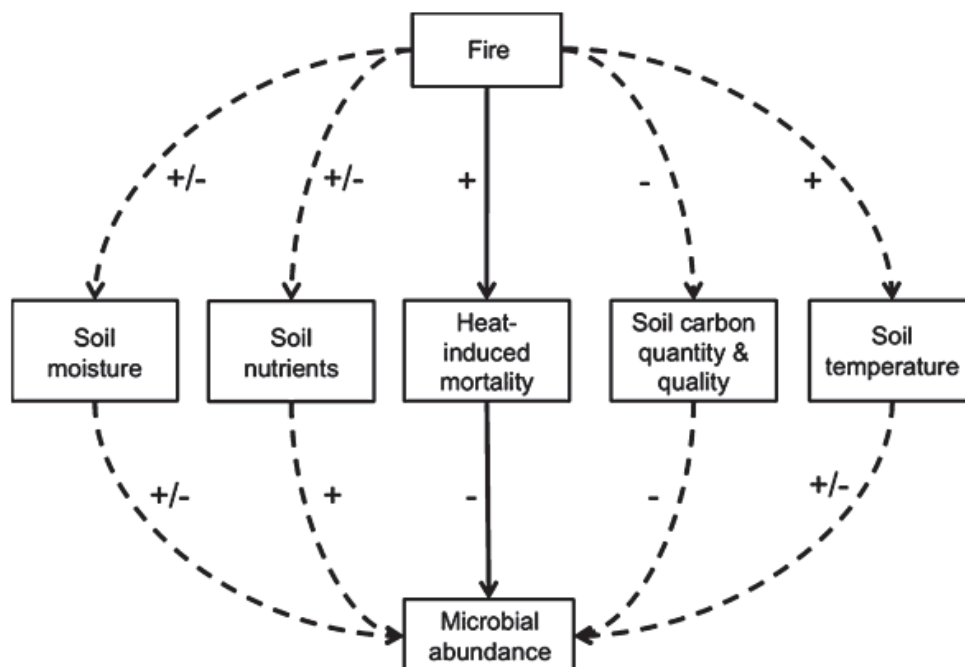 Fire
+/-
+/-
+
-
+
Soil
moisture
Soil
nutrients
Heat-
induced
mortality
Soil carbon
quantity &
quality
Soil
temperature
+/-
+
-
-
+/-
Microbial
abundance